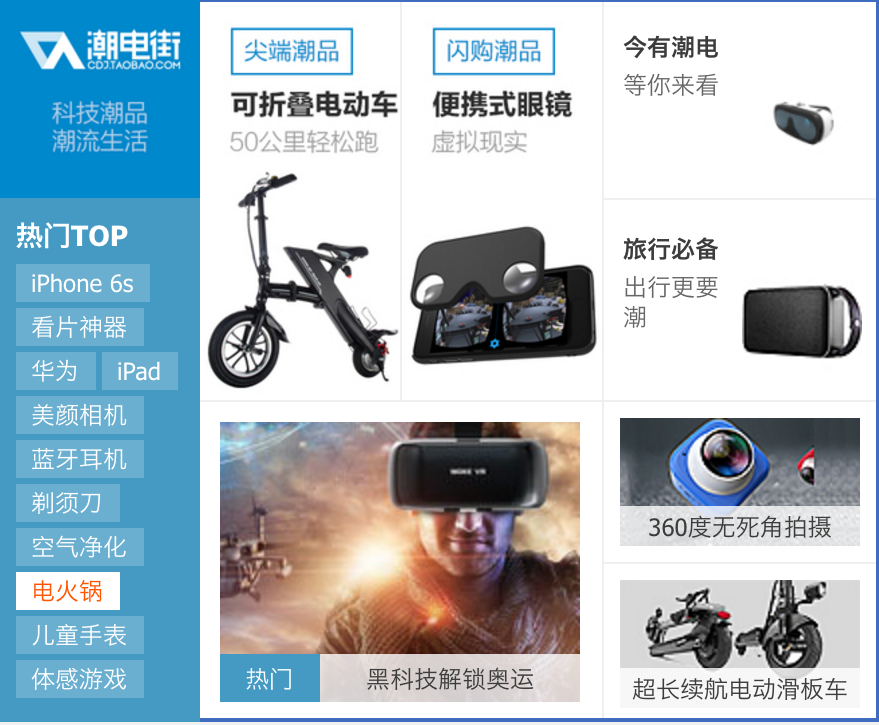 潮电街
CDJ.TAOBAO.COM
科技潮品
潮流生活
热门TOP
iPhone 6s
看片神器
华为 iPad
美颜相机
蓝牙耳机
剃须刀
空气净化
电火锅
儿童手表
体感游戏
尖端潮品
可折叠电动车
50公里轻松跑
闪购潮品
便携式眼镜
虚拟现实
今有潮电
等你来看
旅行必备
出行更要
潮
MOKE VR
热门 黑科技解锁奥运
360度无死角拍摄
超长续航电动滑板车